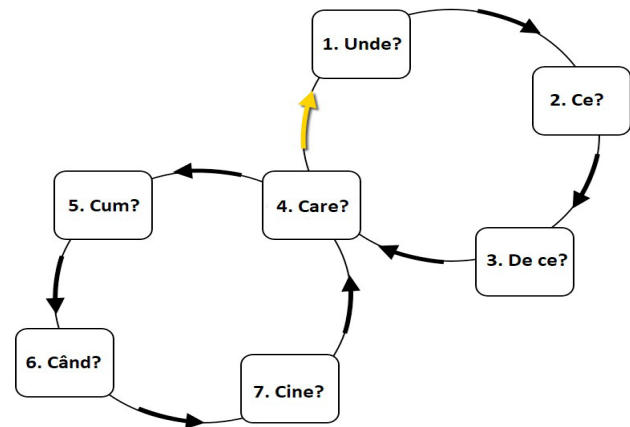 1. Unde?
2. Ce?
3. De ce?
4. Care?
5. Cum?
6. Când?
7. Cine?